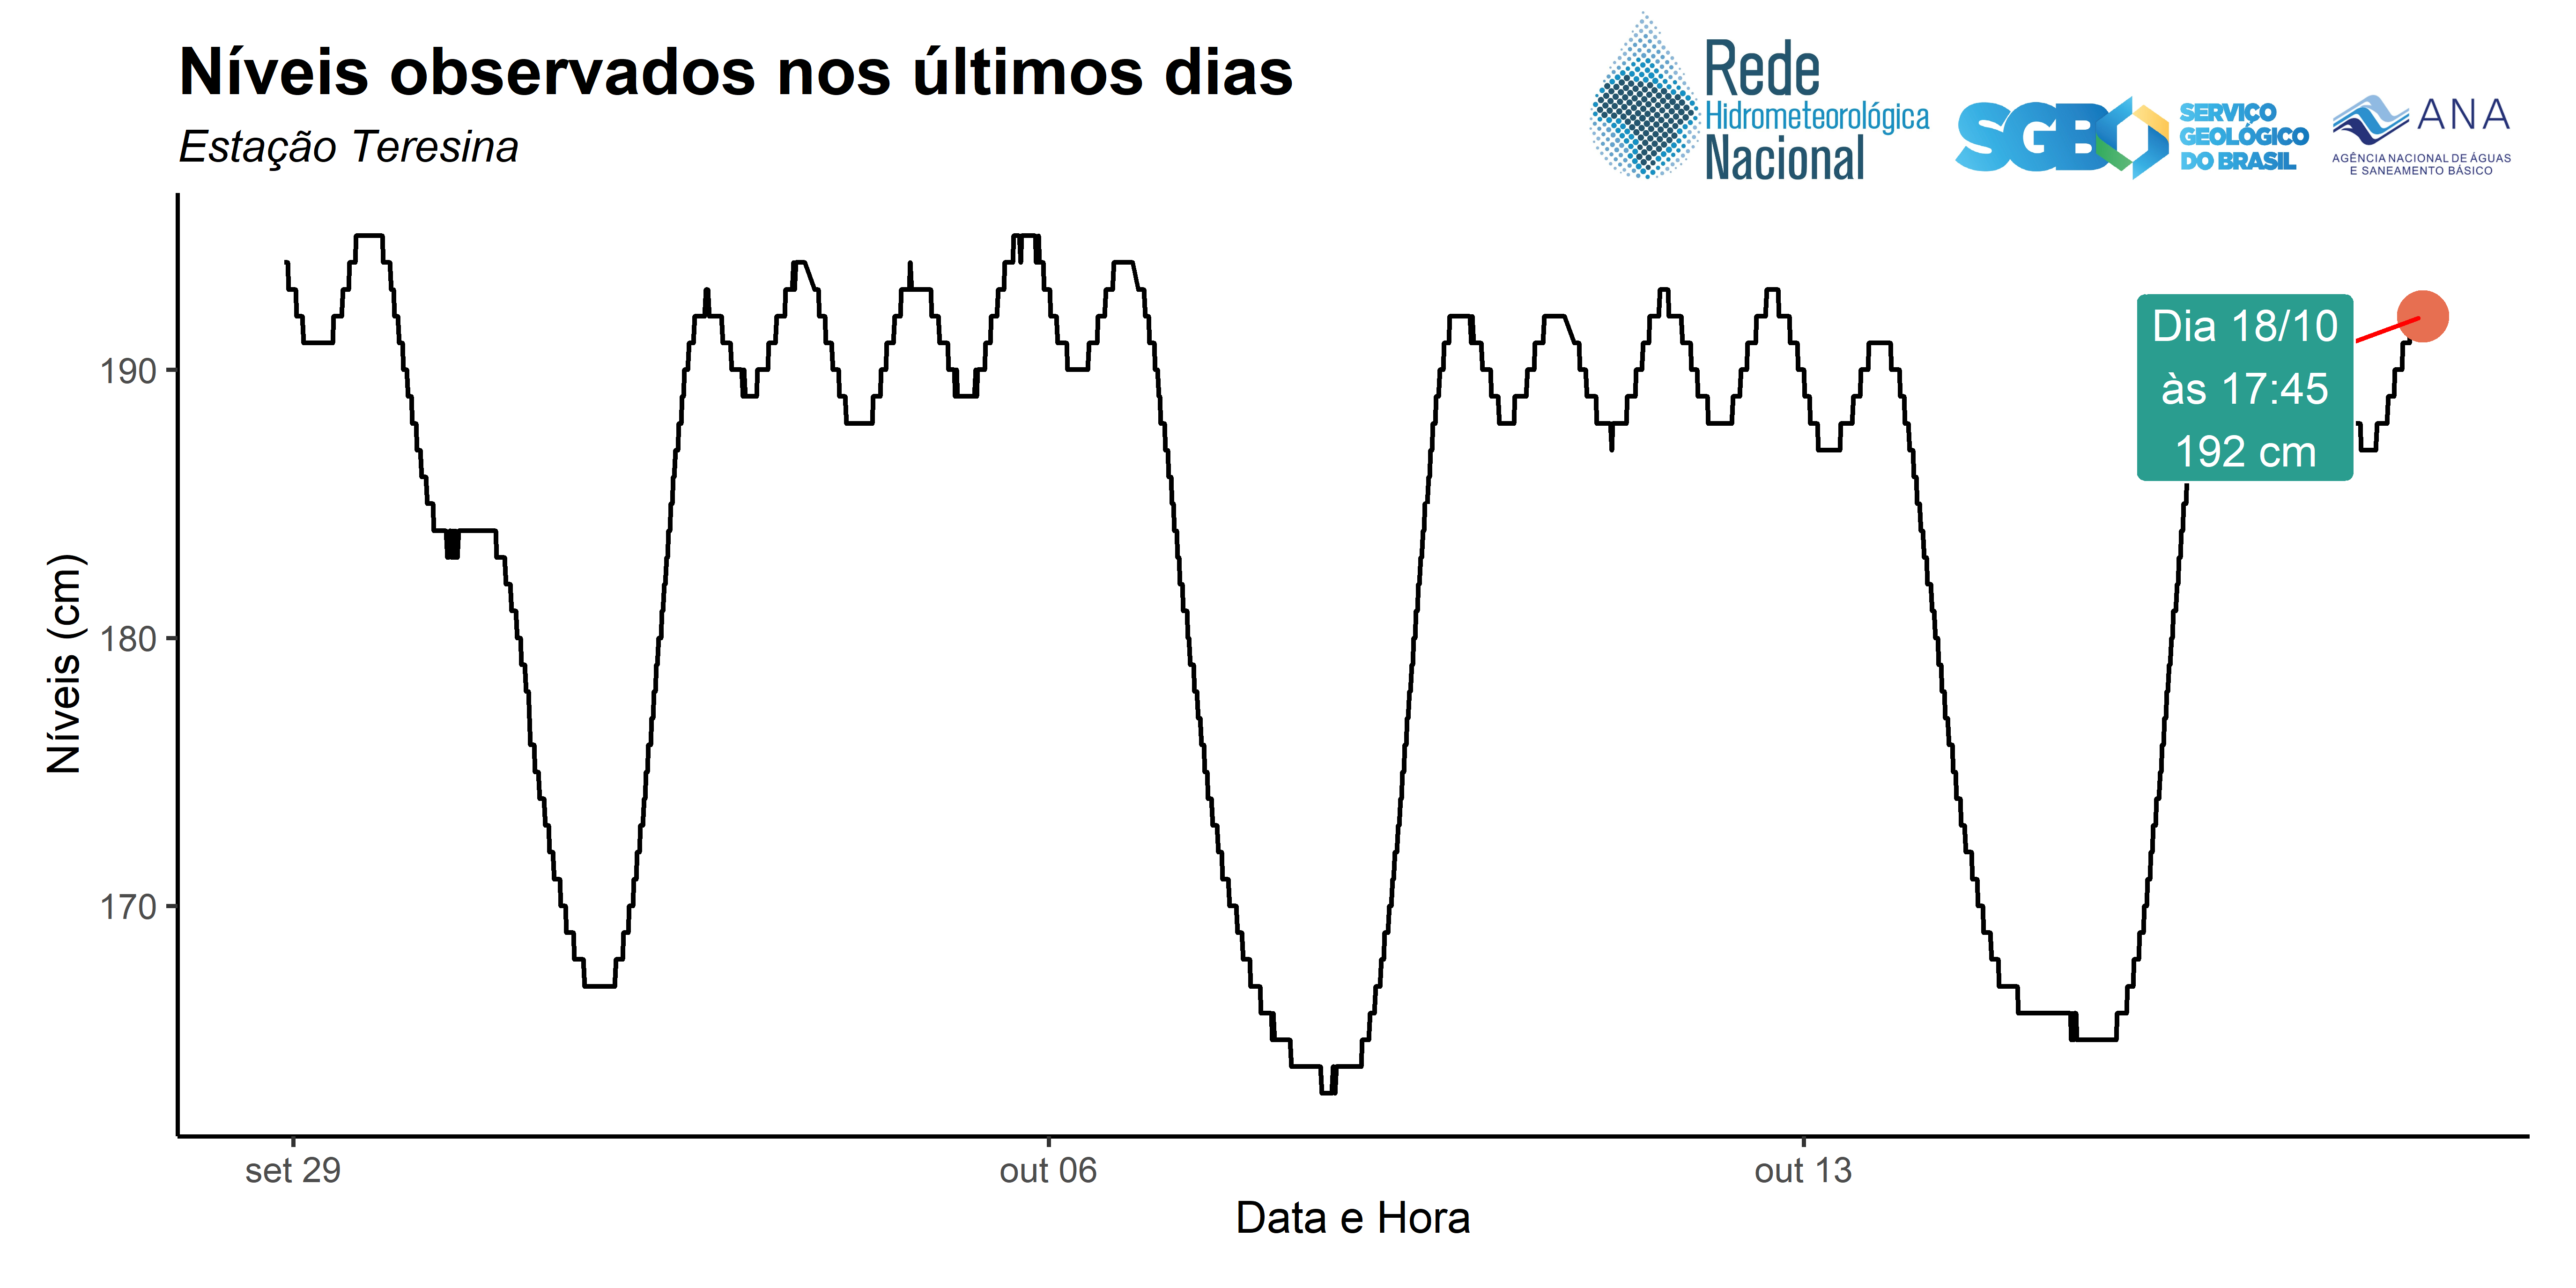 Níveis observados nos últimos dias
Estação Teresina
Rede
Hidrometeorológica
Nacional
SGB
SERVIÇO
GEOLÓGICO
DO BRASIL
ANA
AGÊNCIA NACIONAL DE ÁGUAS
E SANEAMENTO BÁSICO
Níveis (cm)
190
180
170
Dia 18/10
às 17:45
192 cm
set 29
out 06
out 13
Data e Hora